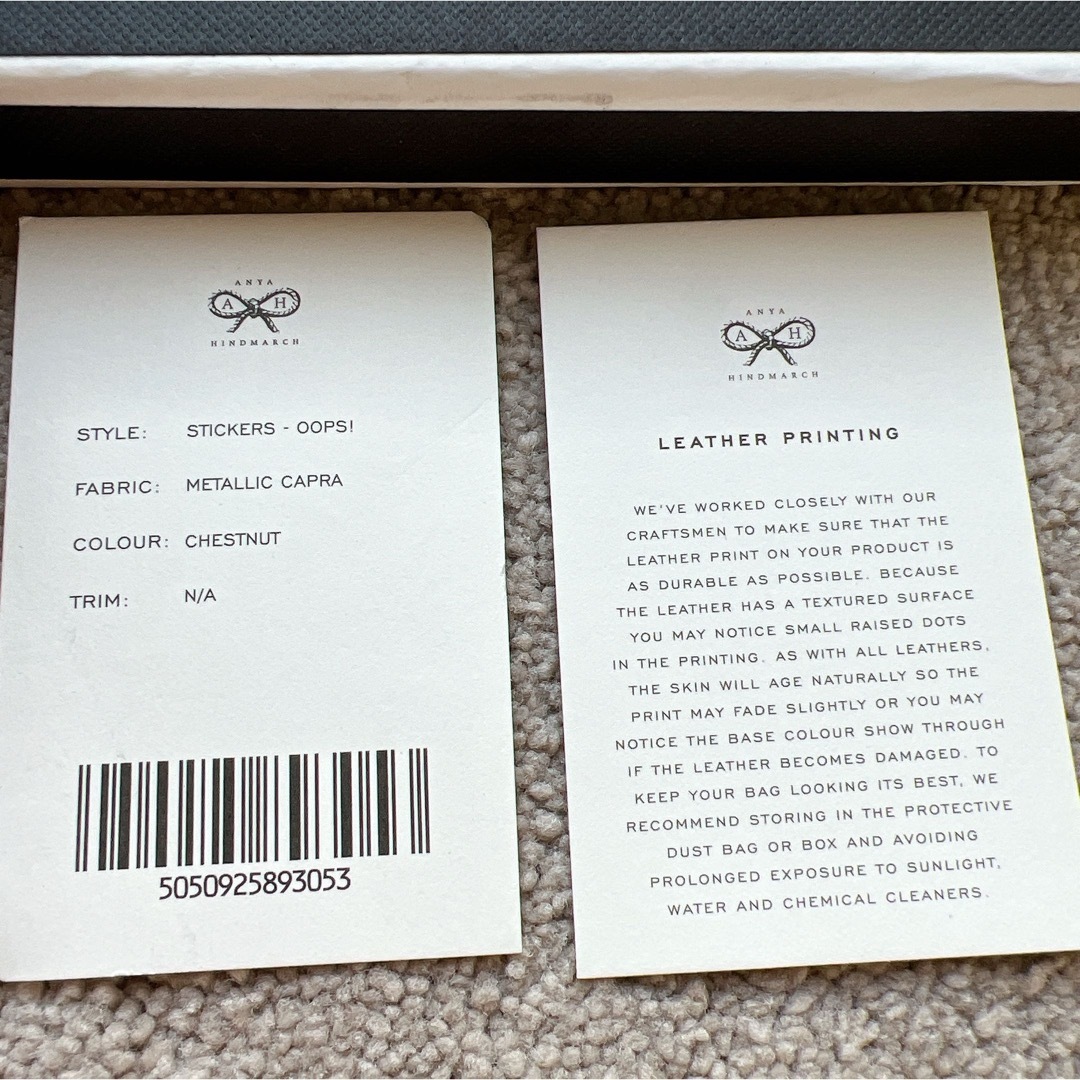 ANYA
A H
HINDMARCH
STYLE: STICKERS - OOPS!
FABRIC: METALLIC CAPRA
COLOUR: CHESTNUT
TRIM: N/A
5050925893053
ANYA
A H
HINDMARCH
LEATHER PRINTING
WE'VE WORKED CLOSELY WITH OUR
CRAFTSMEN TO MAKE SURE THAT THE
LEATHER PRINT ON YOUR PRODUCT IS
AS DURABLE AS POSSIBLE. BECAUSE
THE LEATHER HAS A TEXTURED SURFACE
YOU MAY NOTICE SMALL RAISED DOTS
IN THE PRINTING. AS WITH ALL LEATHERS,
THE SKIN WILL AGE NATURALLY SO THE
PRINT MAY FADE SLIGHTLY OR YOU MAY
NOTICE THE BASE COLOUR SHOW THROUGH
IF THE LEATHER BECOMES DAMAGED. TO
KEEP YOUR BAG LOOKING ITS BEST, WE
RECOMMEND STORING IN THE PROTECTIVE
DUST BAG OR BOX AND AVOIDING
PROLONGED EXPOSURE TO SUNLIGHT,
WATER AND CHEMICAL CLEANERS.